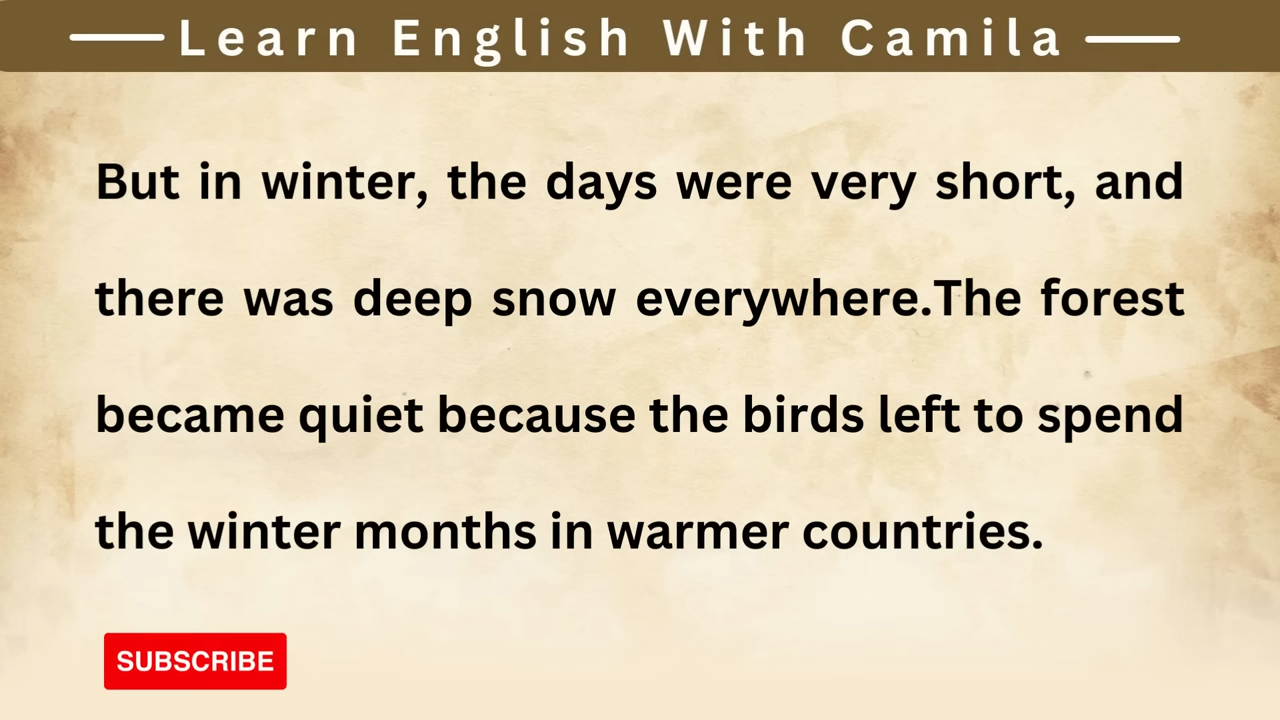 Learn English With Camila
But in winter, the days were very short, and
there was deep snow everywhere.The forest
became quiet because the birds left to spend
the winter months in warmer countries.
SUBSCRIBE